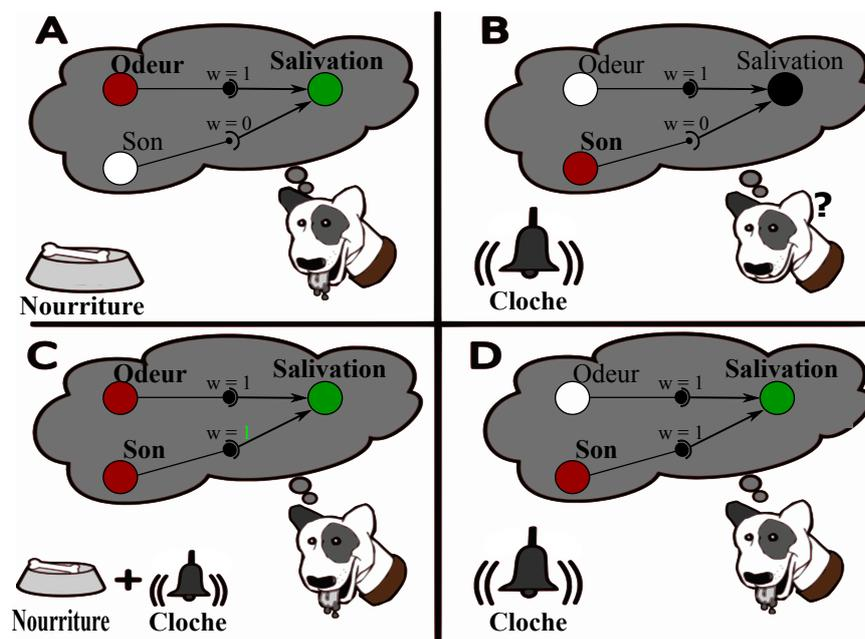 A
Odeur
w = 1
Salivation
Son
w = 0
Nourriture
B
Odeur
w = 1
Salivation
Son
w = 0
?
Cloche
C
Odeur
w = 1
Salivation
Son
w = 1
Nourriture
+
Cloche
D
Odeur
w = 1
Salivation
Son
w = 1
Cloche